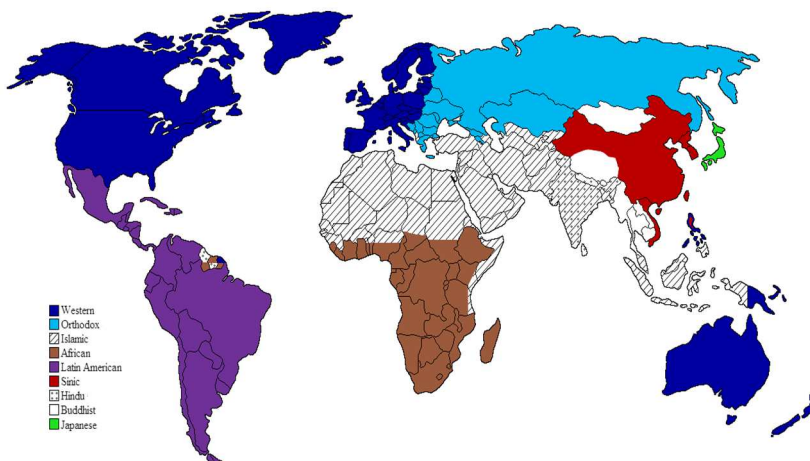 Western
Orthodox
Islamic
African
Latin American
Sinic
Hindu
Buddhist
Japanese